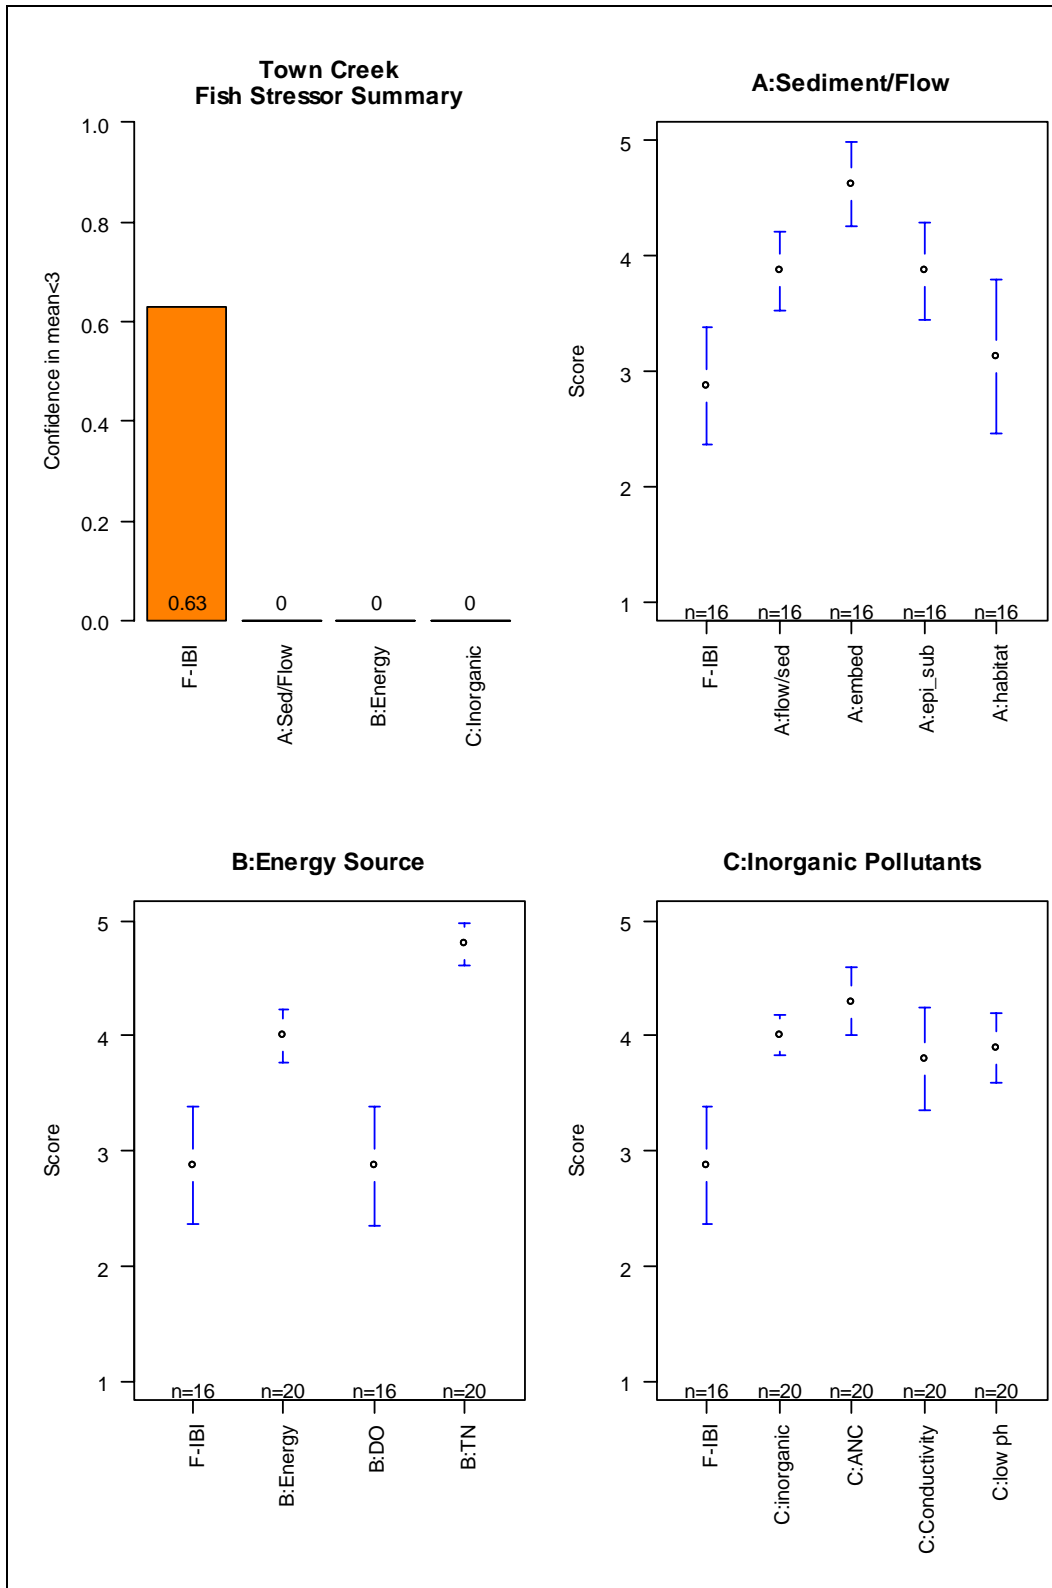 Town Creek
Fish Stressor Summary
Confidence in mean<3
1.0
0.8
0.6
0.4
0.2
0.0
0.63
0
0
0
F-IBI
A:Sed/Flow
B:Energy
C:Inorganic
A:Sediment/Flow
Score
5
4
3
2
1
n=16
n=16
n=16
n=16
n=16
F-IBI
A:flow/sed
A:embed
A:epi_sub
A:habitat
B:Energy Source
Score
5
4
3
2
1
n=16
n=20
n=16
n=20
F-IBI
B:Energy
B:DO
B:TN
C:Inorganic Pollutants
Score
5
4
3
2
1
n=16
n=20
n=20
n=20
n=20
F-IBI
C:inorganic
C:ANC
C:Conductivity
C:low ph